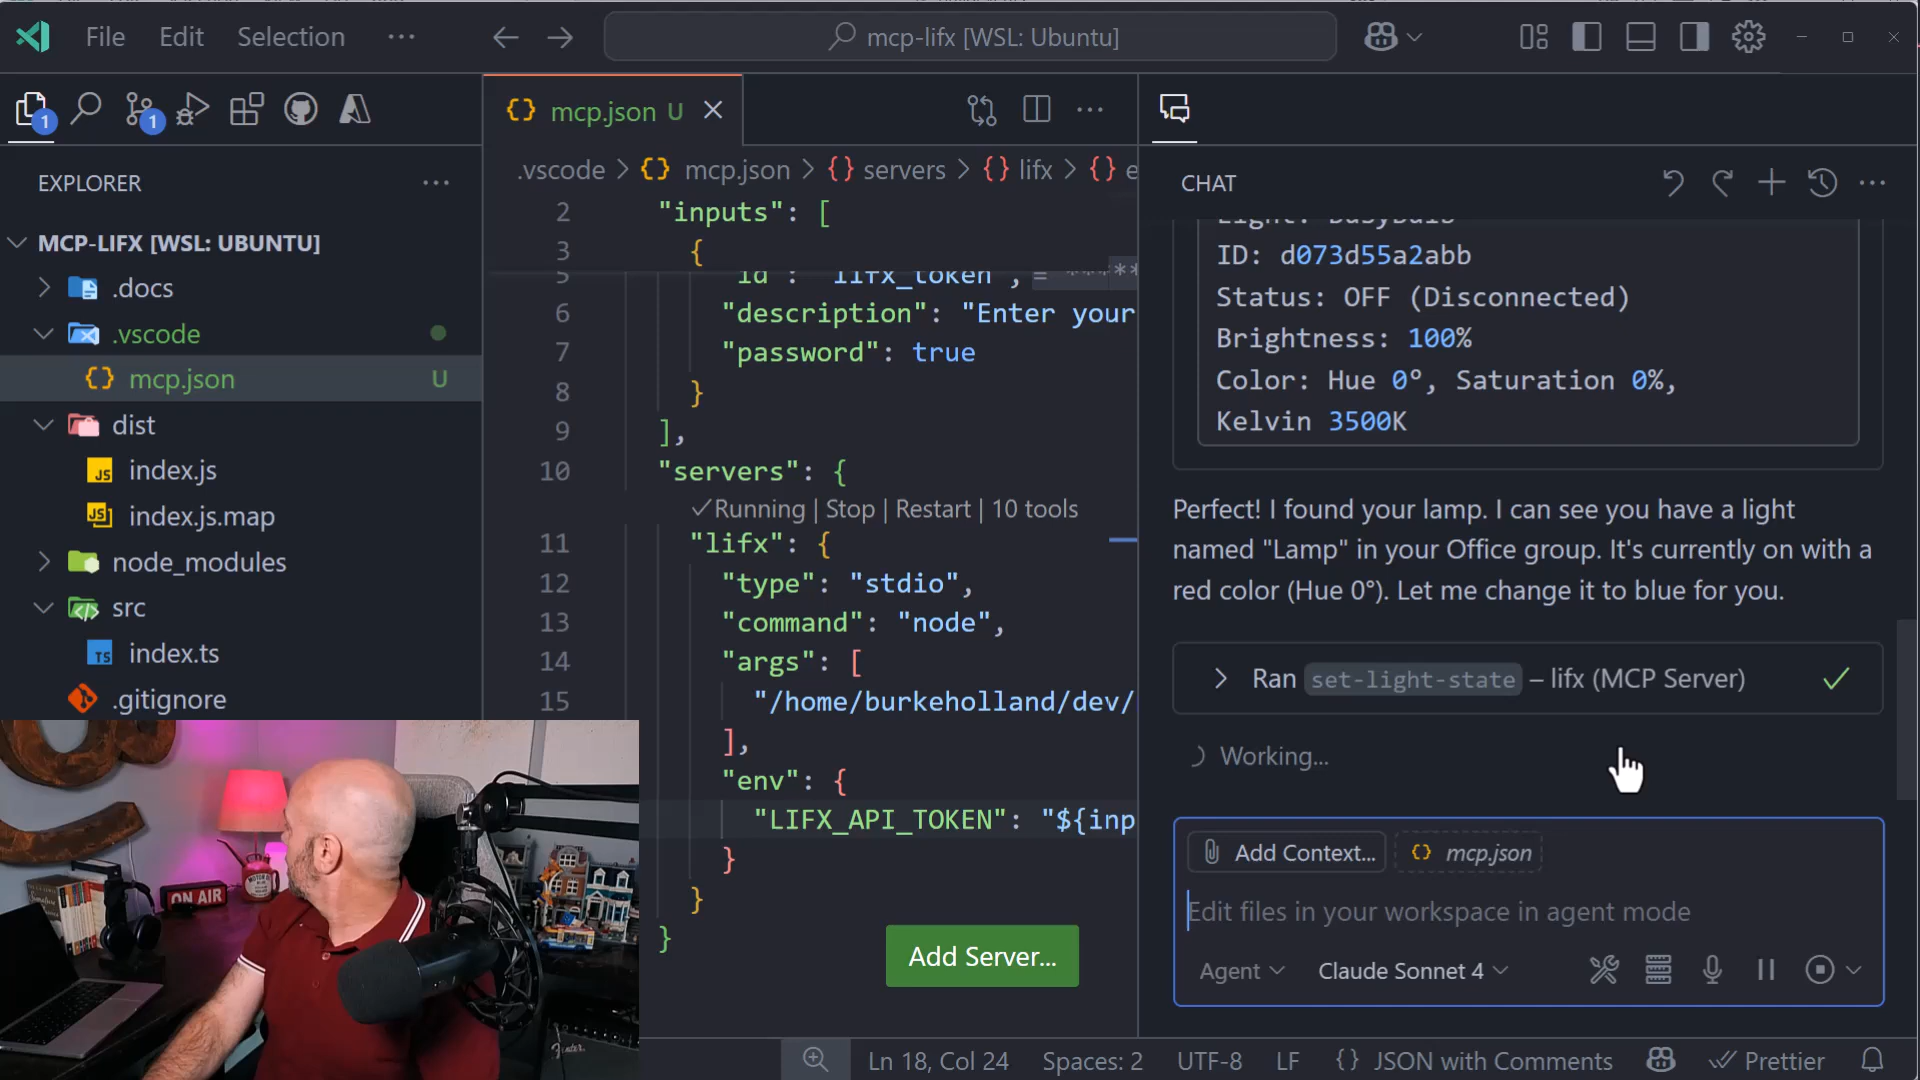 File Edit Selection ··· mcp-lifx [WSL: Ubuntu]
1 1
mcp.json U
EXPLORER
MCP-LIFX [WSL: UBUNTU]
.docs
.vscode
mcp.json U
dist
index.js
index.js.map
node_modules
src
index.ts
.gitignore
.vscode > mcp.json > {} servers > {} lifx > {} e
2 "inputs": [
3 {
5 "id": "lifx_token",
6 "description": "Enter your
7 "password": true
8 }
9 ],
10 "servers": {
✓Running | Stop | Restart | 10 tools
11 "lifx": {
12 "type": "stdio",
13 "command": "node",
14 "args": [
15 "/home/burkeholland/dev/
],
"env": {
"LIFX_API_TOKEN": "${inp
}
}
}
Add Server...
CHAT
ID: d073d55a2abb
Status: OFF (Disconnected)
Brightness: 100%
Color: Hue 0°, Saturation 0%,
Kelvin 3500K
Perfect! I found your lamp. I can see you have a light
named "Lamp" in your Office group. It's currently on with a
red color (Hue 0°). Let me change it to blue for you.
Ran set-light-state – lifx (MCP Server)
Working...
Add Context... mcp.json
Edit files in your workspace in agent mode
Agent Claude Sonnet 4
ON AIR
Fender
Ln 18, Col 24 Spaces: 2 UTF-8 LF {} JSON with Comments Prettier